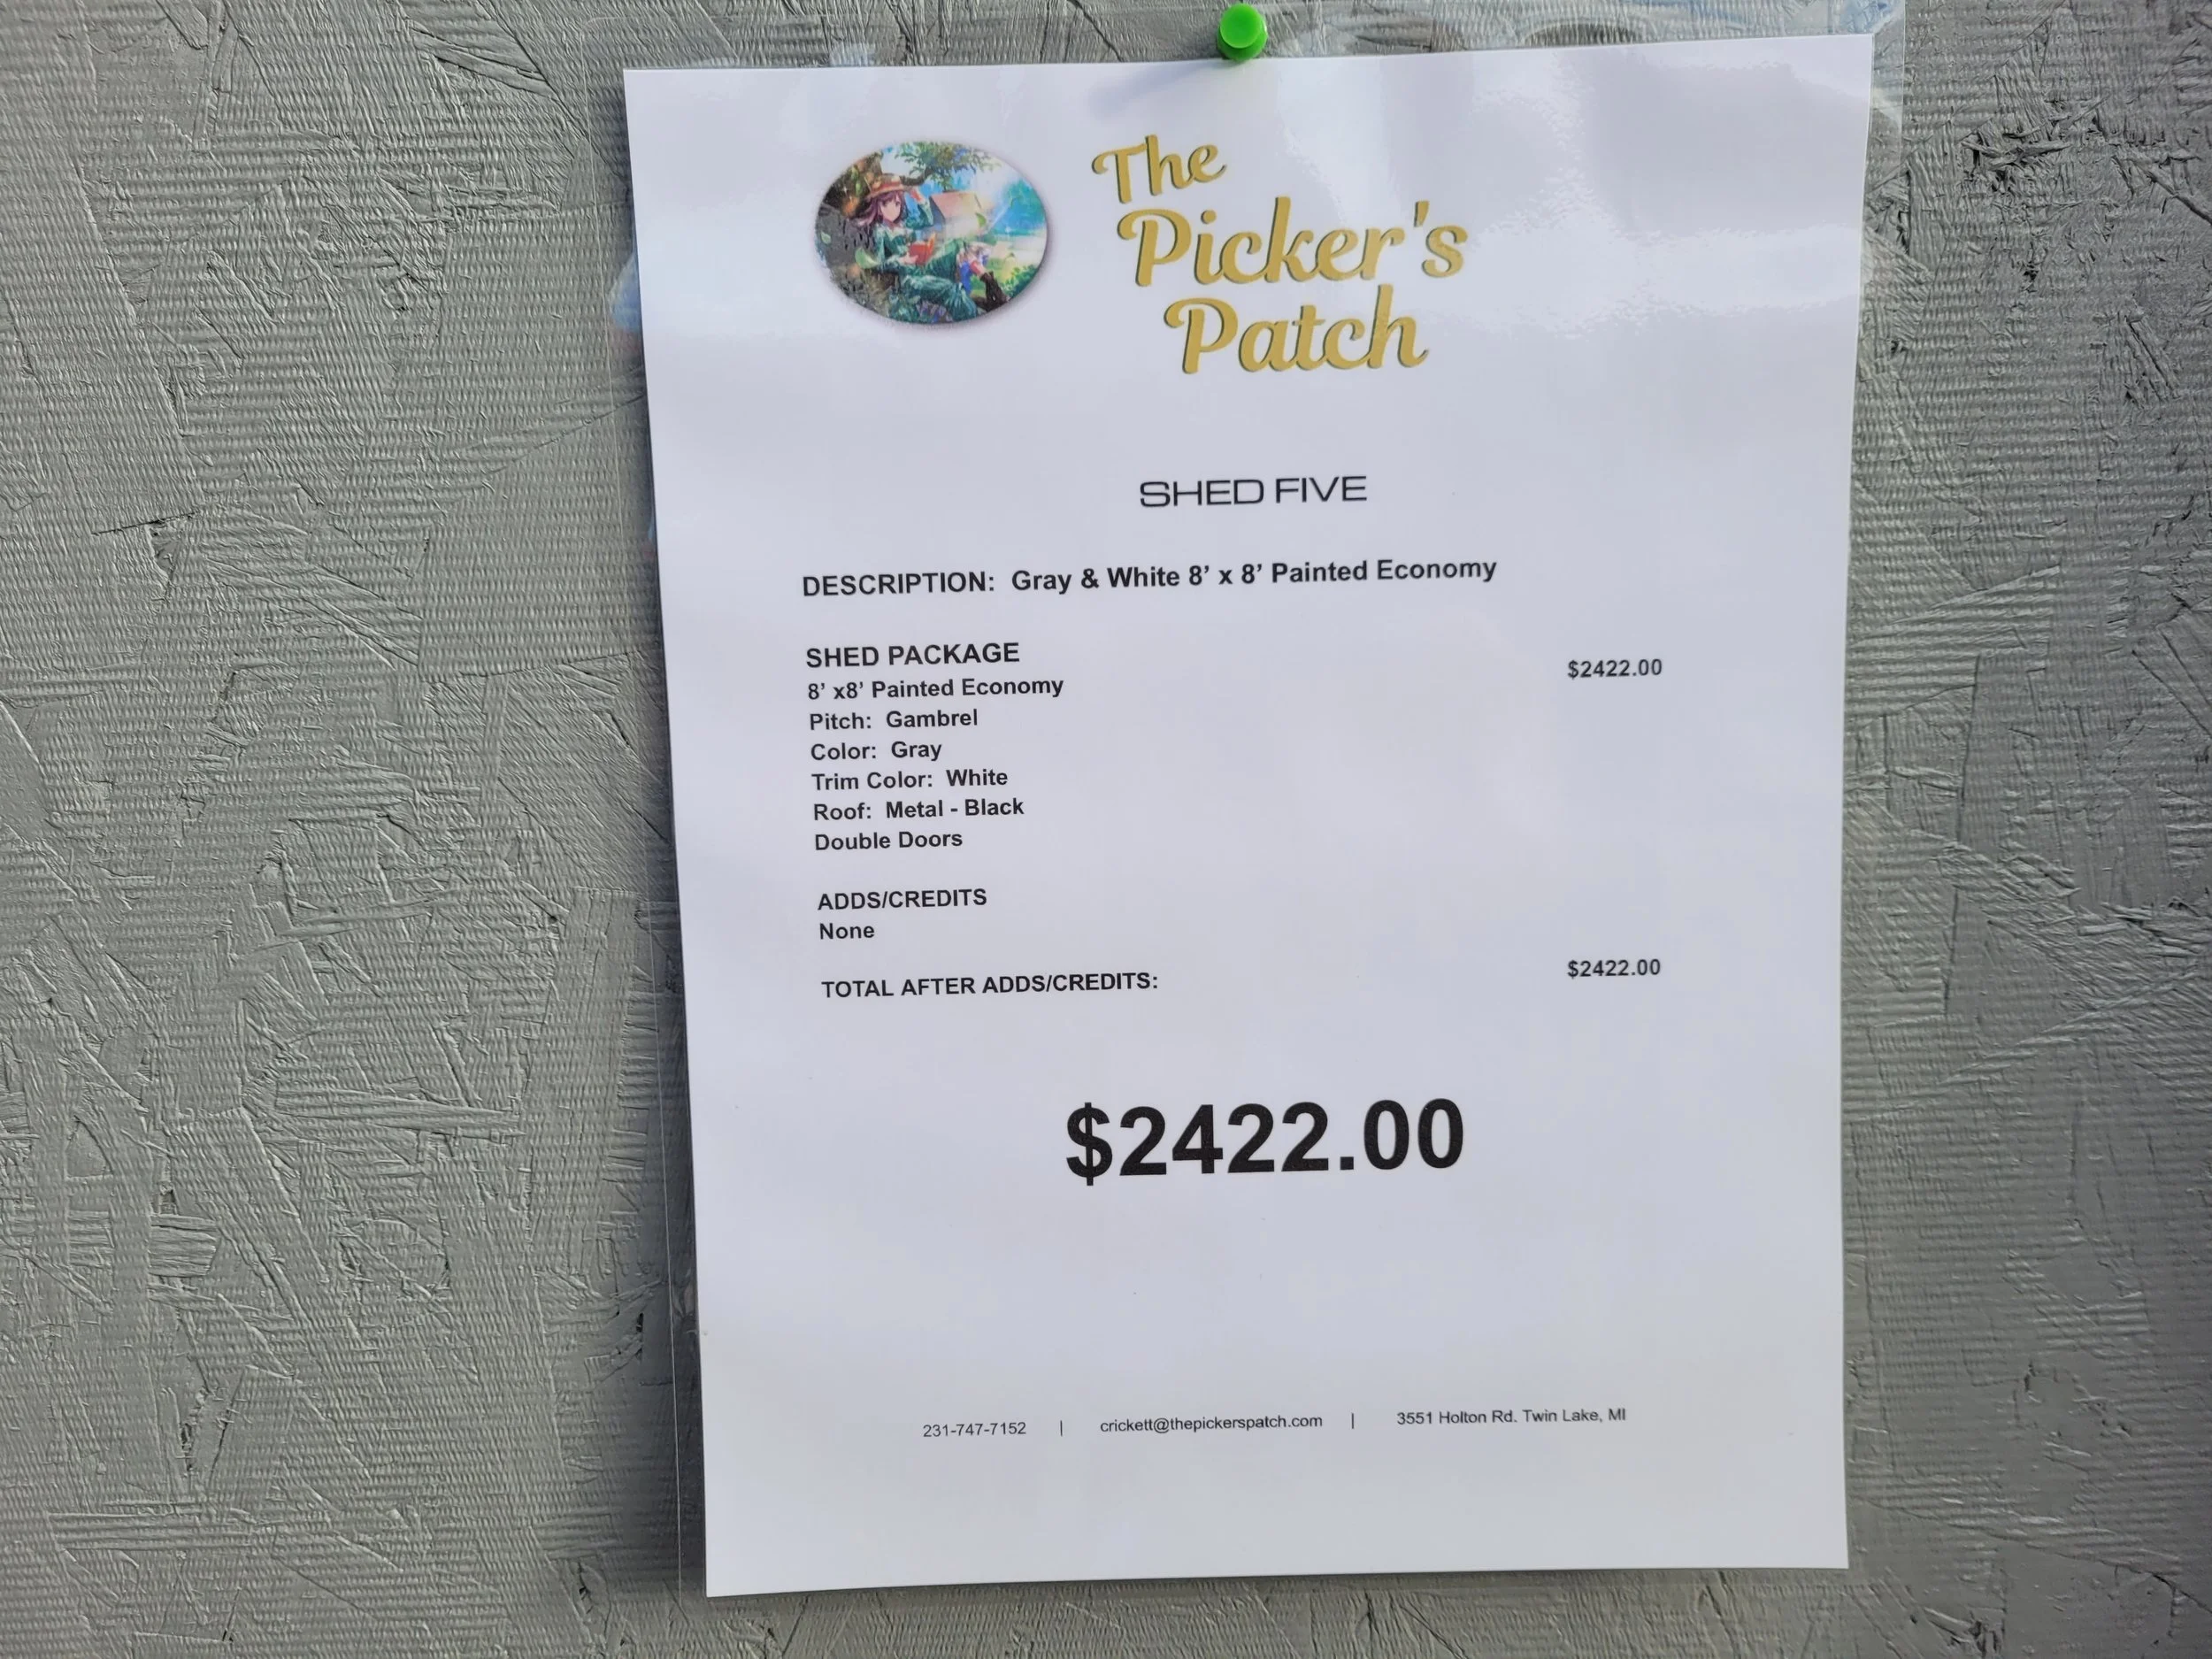 The
Picker's
Patch
SHED FIVE
DESCRIPTION: Gray & White 8’ x 8’ Painted Economy
SHED PACKAGE
8’ x8’ Painted Economy $2422.00
Pitch: Gambrel
Color: Gray
Trim Color: White
Roof: Metal - Black
Double Doors
ADDS/CREDITS
None
TOTAL AFTER ADDS/CREDITS: $2422.00
$2422.00
231-747-7152 | crickett@thepickerspatch.com | 3551 Holton Rd. Twin Lake, MI